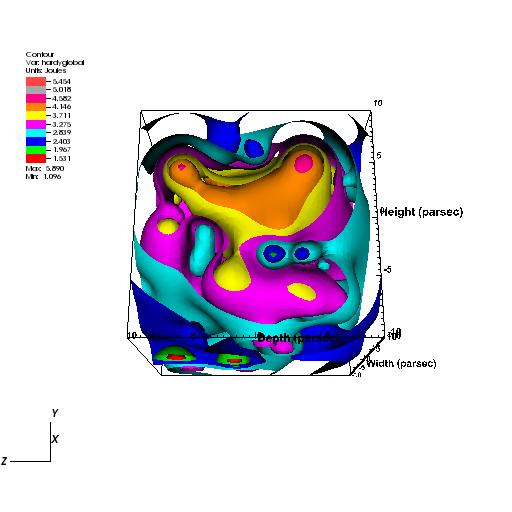 Contour
Var: hardyglobal
Units: Joules
5.454
5.018
4.582
4.146
3.711
3.275
2.839
2.403
1.967
1.531
Max: 5.890
Min: 1.096
10
5
Height (parsec)
-5
10
Depth (parsec)
-10
Width (parsec)
Y
X
Z